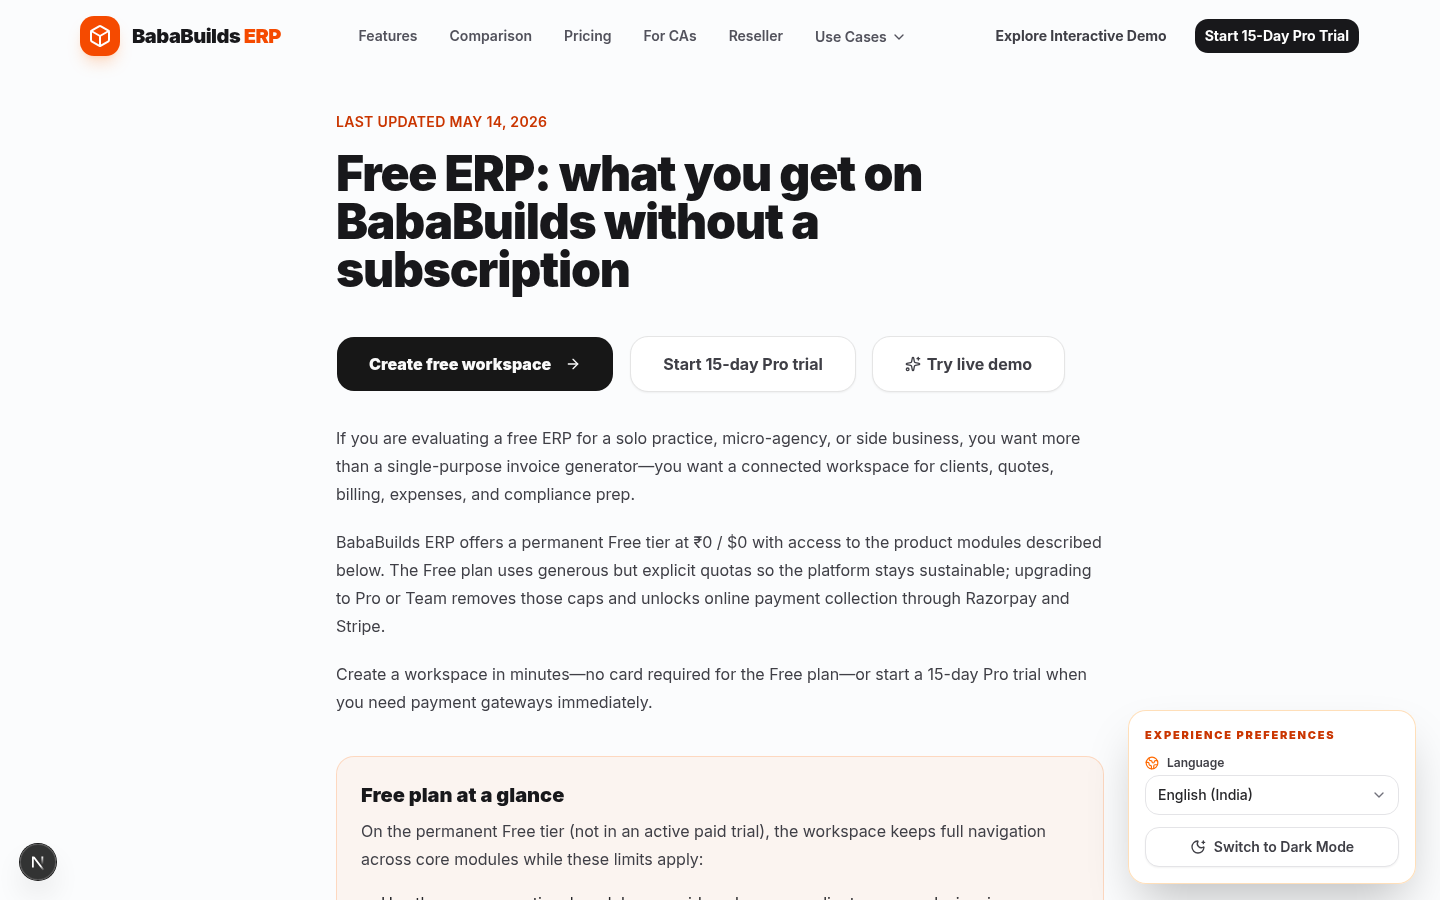 BabaBuilds ERP
Features
Comparison
Pricing
For CAs
Reseller
Use Cases
Explore Interactive Demo
Start 15-Day Pro Trial
LAST UPDATED MAY 14, 2026
Free ERP: what you get on
BabaBuilds without a
subscription
Create free workspace
Start 15-day Pro trial
Try live demo
If you are evaluating a free ERP for a solo practice, micro-agency, or side business, you want more
than a single-purpose invoice generator—you want a connected workspace for clients, quotes,
billing, expenses, and compliance prep.
BabaBuilds ERP offers a permanent Free tier at ₹0 / $0 with access to the product modules described
below. The Free plan uses generous but explicit quotas so the platform stays sustainable; upgrading
to Pro or Team removes those caps and unlocks online payment collection through Razorpay and
Stripe.
Create a workspace in minutes—no card required for the Free plan—or start a 15-day Pro trial when
you need payment gateways immediately.
Free plan at a glance
On the permanent Free tier (not in an active paid trial), the workspace keeps full navigation
across core modules while these limits apply:
EXPERIENCE PREFERENCES
Language
English (India)
Switch to Dark Mode
N